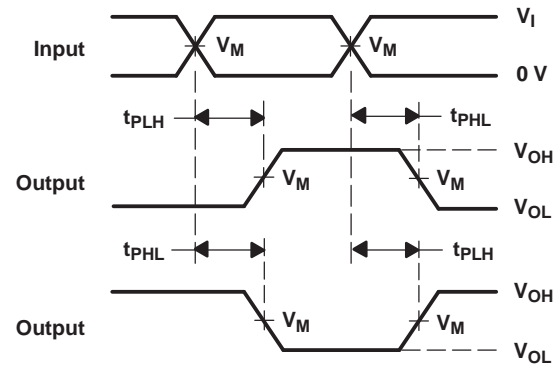 V_I
Input V_M V_M
0 V
t_PLH t_PHL
V_OH
Output V_M V_M
V_OL
t_PHL t_PLH
V_OH
Output V_M V_M
V_OL